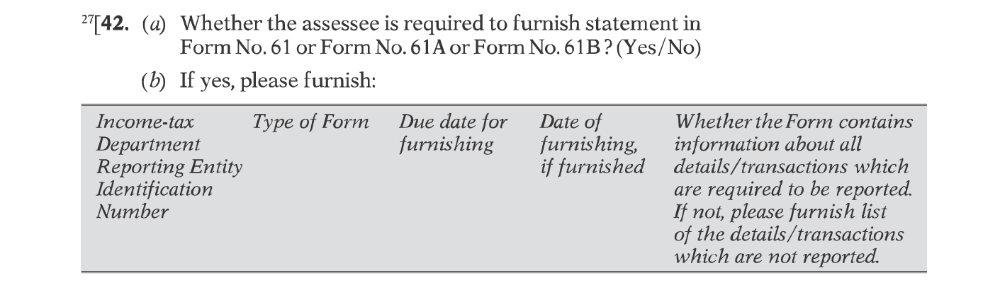 27[42. (a) Whether the assessee is required to furnish statement in
Form No. 61 or Form No. 61A or Form No. 61B? (Yes/No)
(b) If yes, please furnish:
Income-tax
Department
Reporting Entity
Identification
Number
Type of Form
Due date for
furnishing
Date of
furnishing,
if furnished
Whether the Form contains
information about all
details/transactions which
are required to be reported.
If not, please furnish list
of the details/transactions
which are not reported.